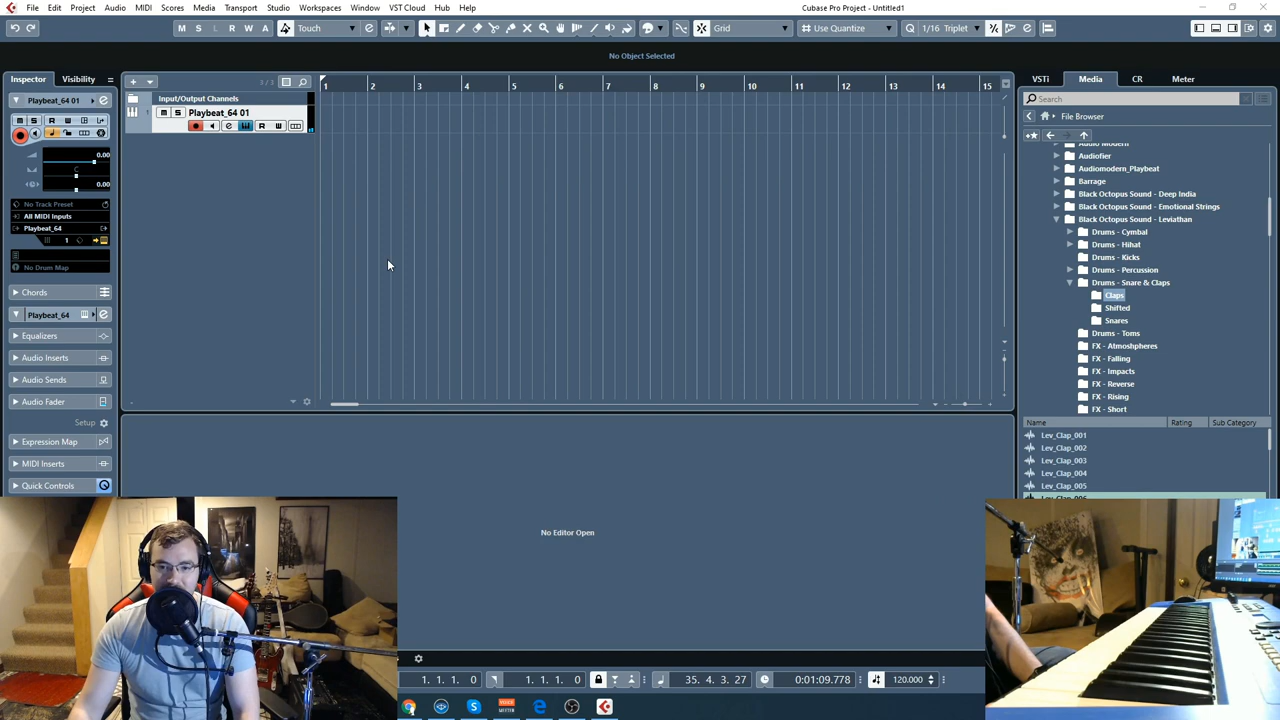 File Edit Project Audio MIDI Scores Media Transport Studio Workspaces Window VST Cloud Hub Help
Cubase Pro Project - Untitled1
M S L R W A Touch Grid Use Quantize Q 1/16 Triplet
No Object Selected
Inspector Visibility
3 / 3
1 2 3 4 5 6 7 8 9 10 11 12 13 14 15
VSTi Media CR Meter
Playbeat_64 01
Input/Output Channels
Search
1 M S Playbeat_64 01
File Browser
M S R W
R W
0.00
C
0.00
No Track Preset
All MIDI Inputs
Playbeat_64
1
No Drum Map
Chords
Playbeat_64
Equalizers
Audio Inserts
Audio Sends
Audio Fader
Setup
Expression Map
MIDI Inserts
Quick Controls
Audio Modern
Audiofier
Audiomodern_Playbeat
Barrage
Black Octopus Sound - Deep India
Black Octopus Sound - Emotional Strings
Black Octopus Sound - Leviathan
Drums - Cymbal
Drums - Hihat
Drums - Kicks
Drums - Percussion
Drums - Snare & Claps
Claps
Shifted
Snares
Drums - Toms
FX - Atmoshpheres
FX - Falling
FX - Impacts
FX - Reverse
FX - Rising
FX - Short
Name Rating Sub Category
Lev_Clap_001
Lev_Clap_002
Lev_Clap_003
Lev_Clap_004
Lev_Clap_005
Lev_Clap_006
No Editor Open
1. 1. 1. 0 1. 1. 1. 0 35. 4. 3. 27 0:01:09.778 120.000